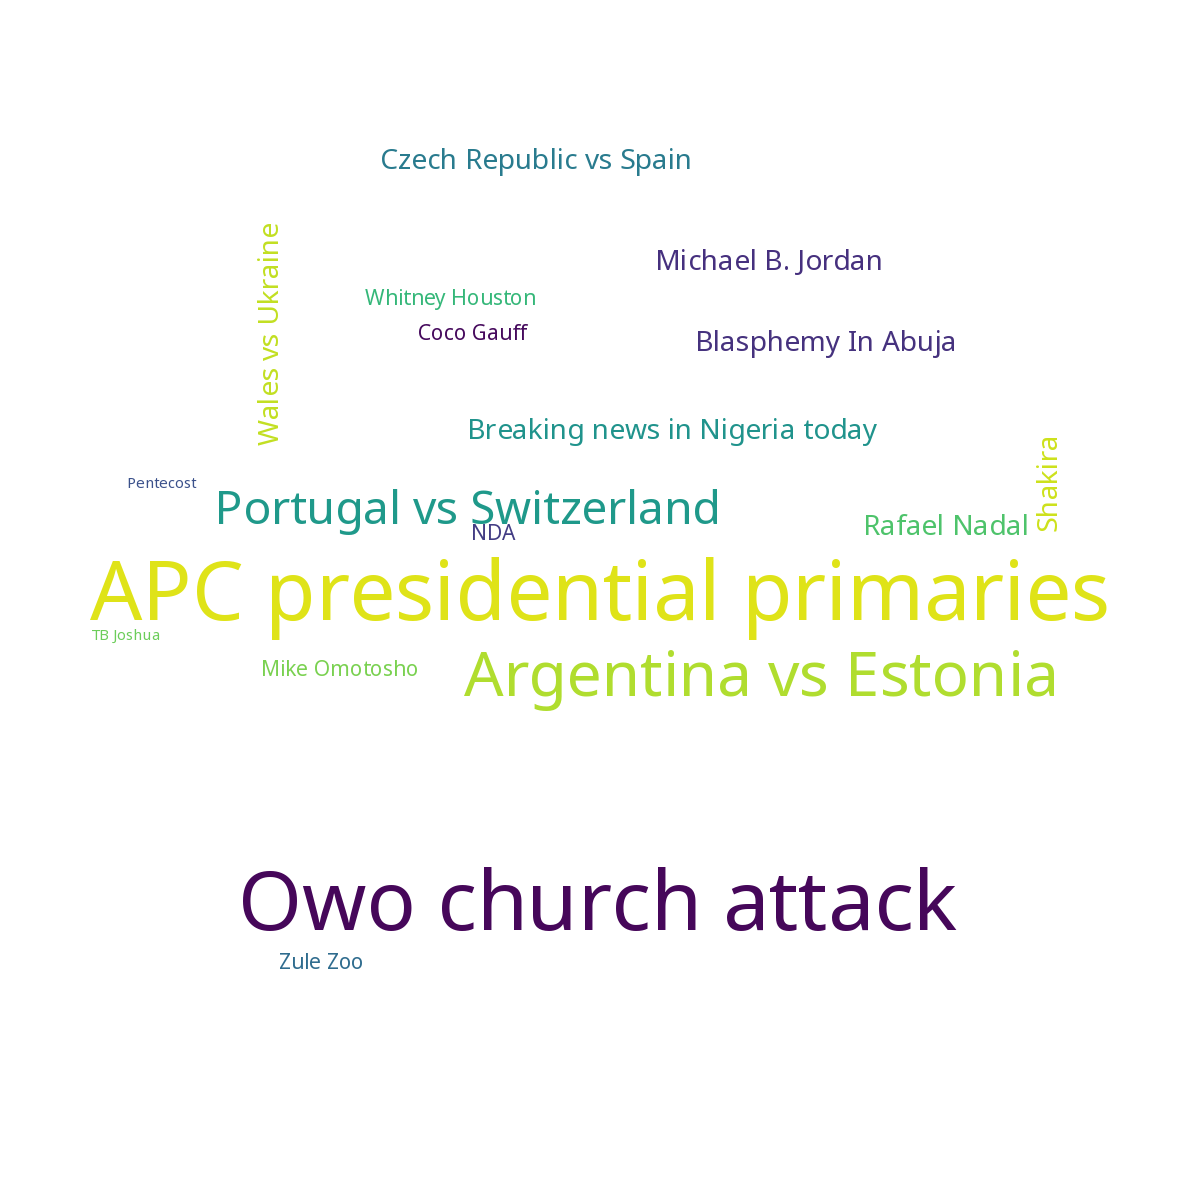 Czech Republic vs Spain
Wales vs Ukraine
Michael B. Jordan
Whitney Houston
Coco Gauff
Blasphemy In Abuja
Breaking news in Nigeria today
Shakira
Pentecost
Portugal vs Switzerland
Rafael Nadal
NDA
APC presidential primaries
TB Joshua
Mike Omotosho
Argentina vs Estonia
Owo church attack
Zule Zoo